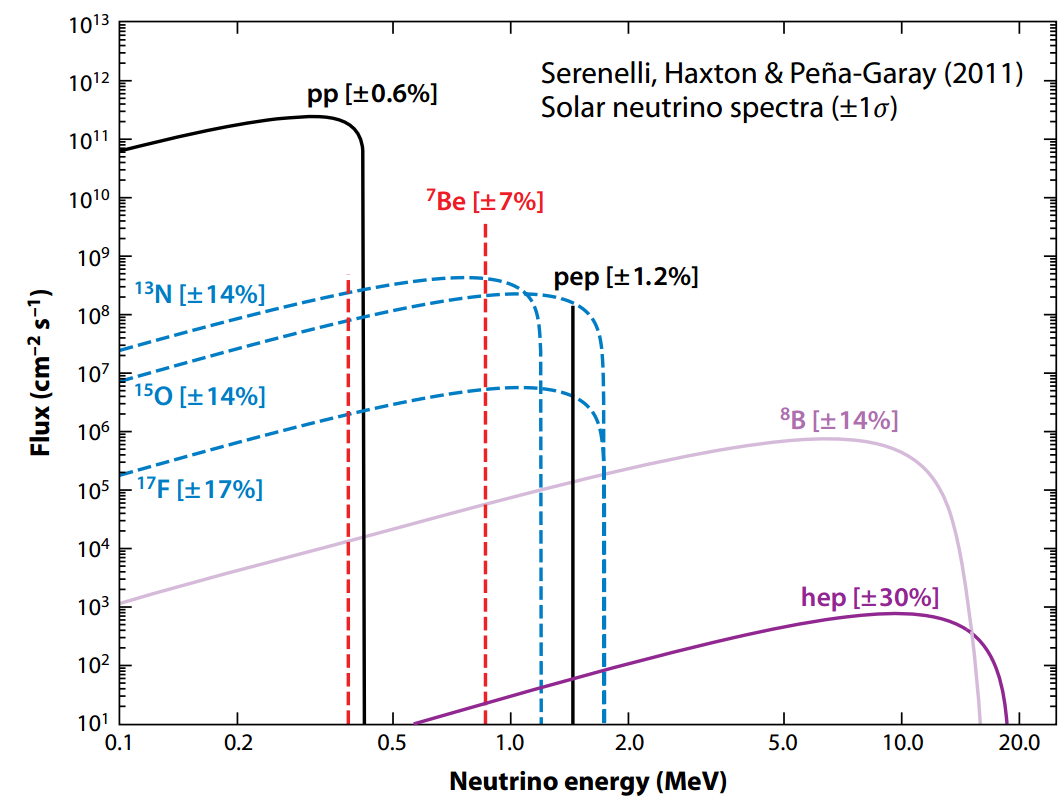 Serenelli, Haxton & Peña-Garay (2011)
Solar neutrino spectra (±1σ)
10¹³
10¹²
10¹¹
10¹⁰
10⁹
10⁸
10⁷
10⁶
10⁵
10⁴
10³
10²
10¹
Flux (cm⁻² s⁻¹)
pp [±0.6%]
⁷Be [±7%]
pep [±1.2%]
¹³N [±14%]
¹⁵O [±14%]
¹⁷F [±17%]
⁸B [±14%]
hep [±30%]
0.1 0.2 0.5 1.0 2.0 5.0 10.0 20.0
Neutrino energy (MeV)